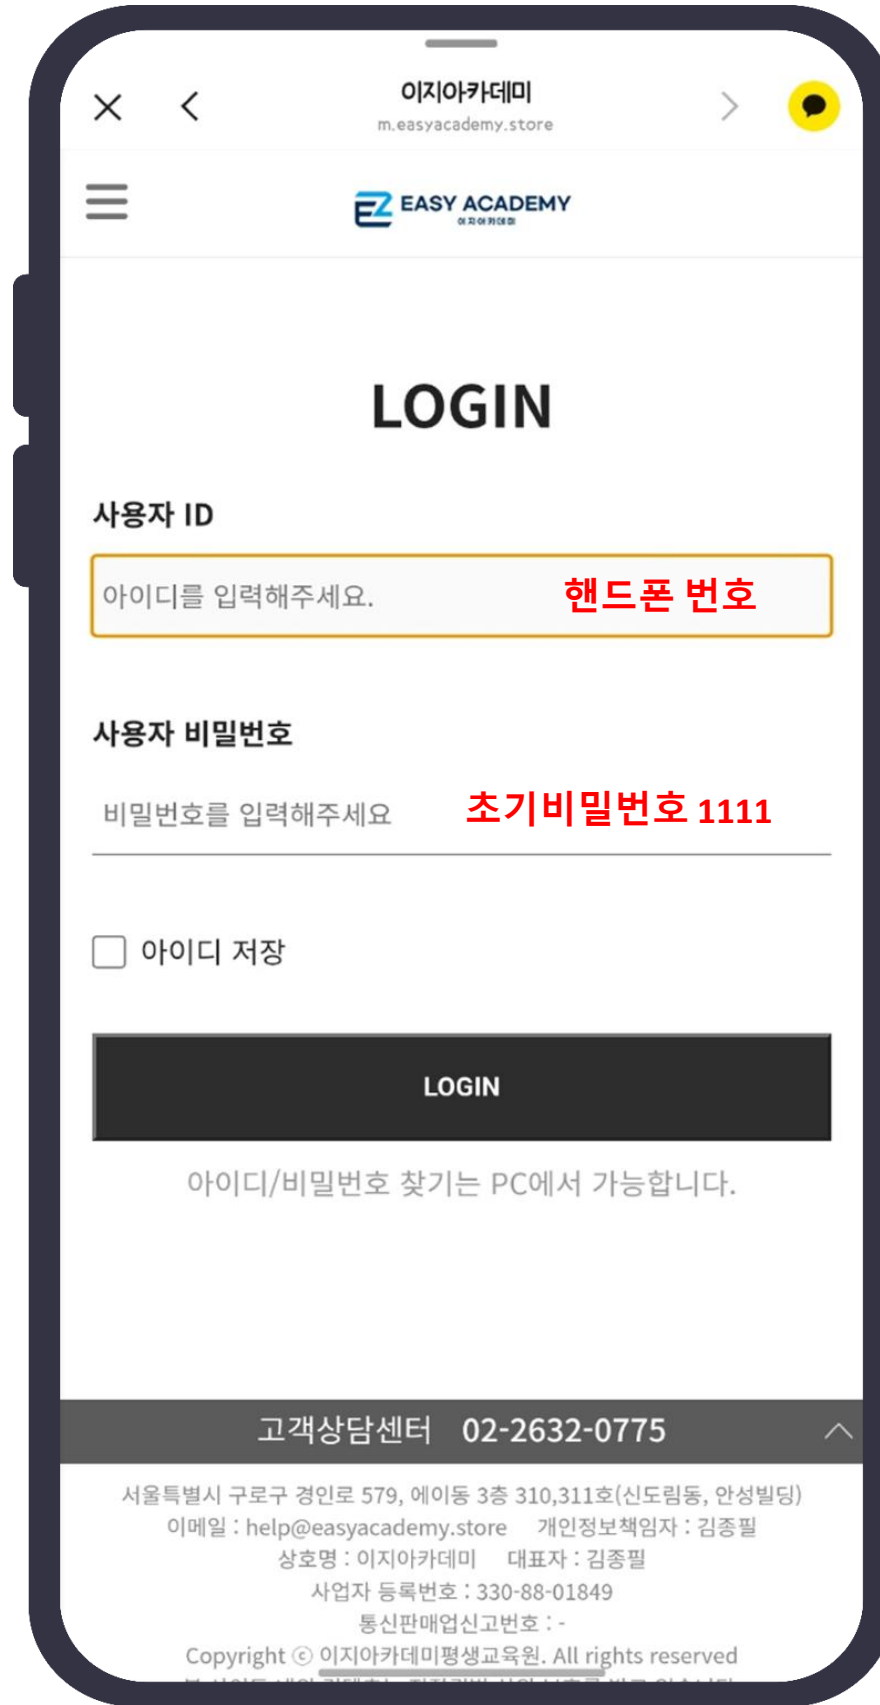 이지아카데미
m.easyacademy.store
EZ EASY ACADEMY
이지아카데미
LOGIN
사용자 ID
아이디를 입력해주세요. 핸드폰 번호
사용자 비밀번호
비밀번호를 입력해주세요 초기비밀번호 1111
아이디 저장
LOGIN
아이디/비밀번호 찾기는 PC에서 가능합니다.
고객상담센터 02-2632-0775
서울특별시 구로구 경인로 579, 에이동 3층 310,311호(신도림동, 안성빌딩)
이메일 : help@easyacademy.store 개인정보책임자 : 김종필
상호명 : 이지아카데미 대표자 : 김종필
사업자 등록번호 : 330-88-01849
통신판매업신고번호 : -
Copyright ⓒ 이지아카데미평생교육원. All rights reserved